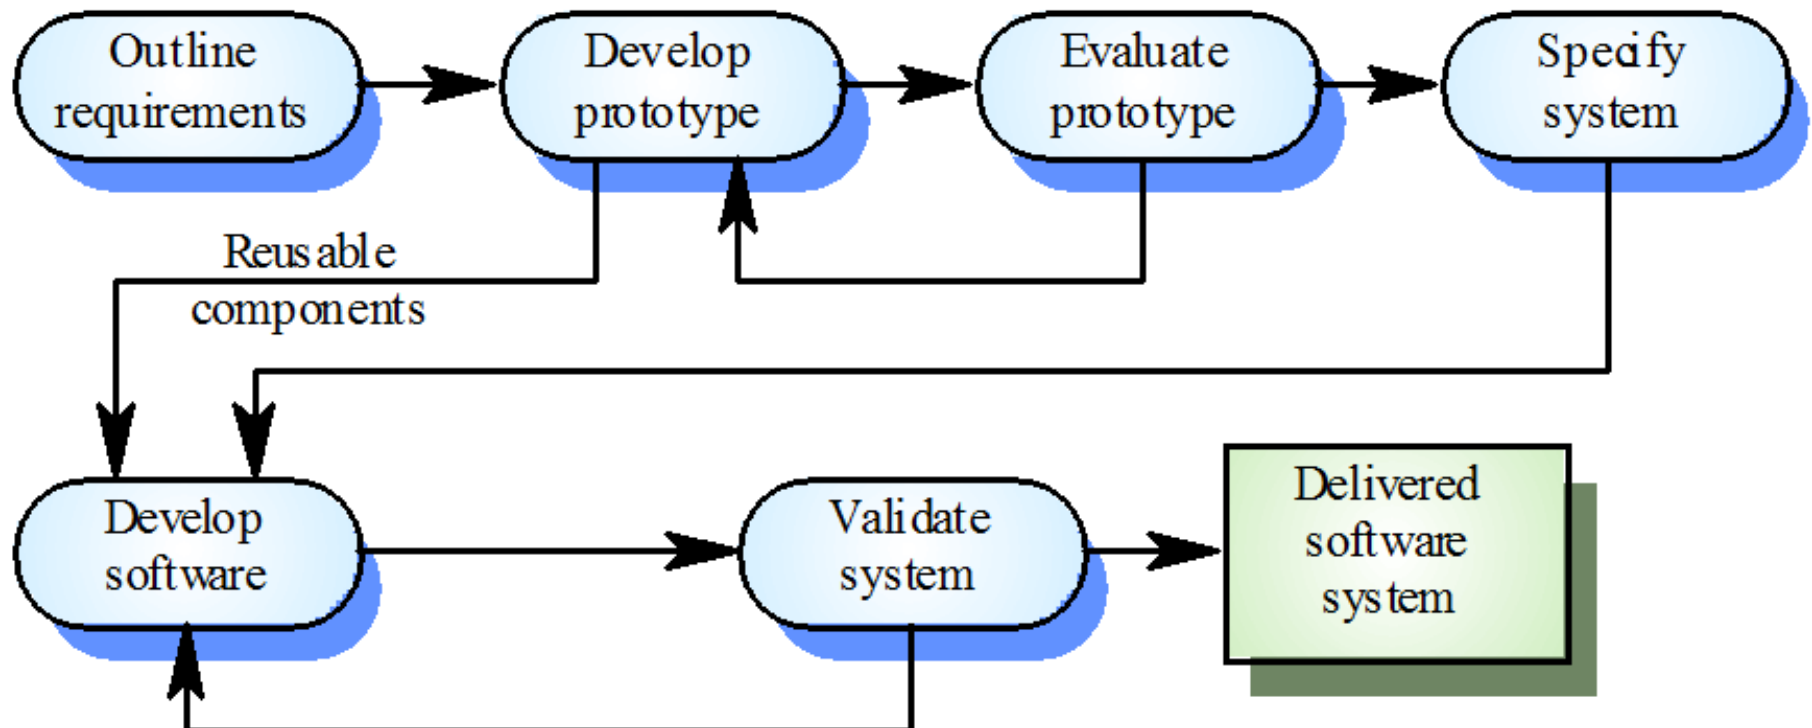 Outline
requirements
Develop
prototype
Evaluate
prototype
Specify
system
Reusable
components
Develop
software
Validate
system
Delivered
software
system